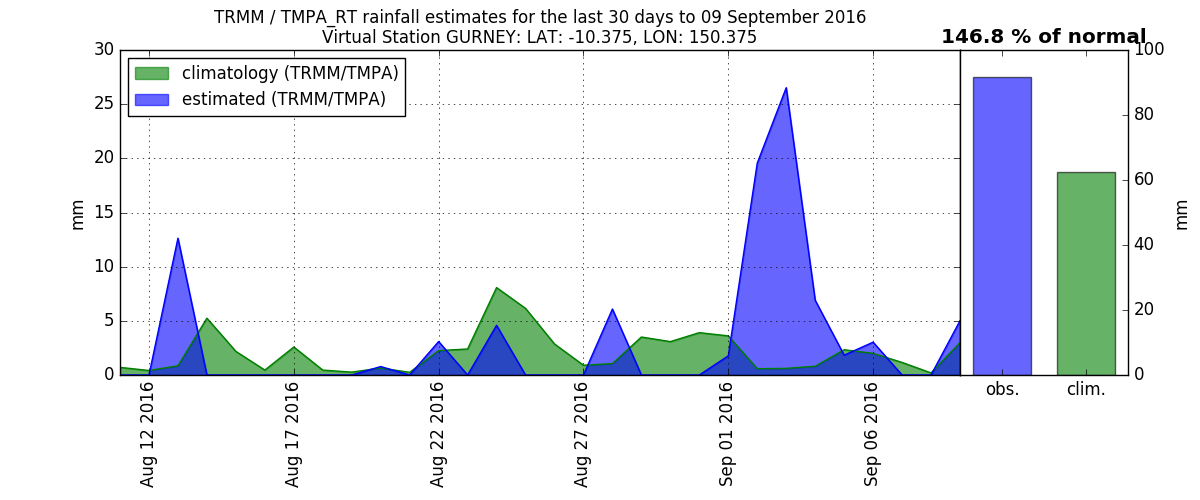 TRMM / TMPA_RT rainfall estimates for the last 30 days to 09 September 2016
Virtual Station GURNEY: LAT: -10.375, LON: 150.375
146.8 % of normal
climatology (TRMM/TMPA)
estimated (TRMM/TMPA)
30
25
20
15
10
5
0
mm
Aug 12 2016
Aug 17 2016
Aug 22 2016
Aug 27 2016
Sep 01 2016
Sep 06 2016
obs.
clim.
100
80
60
40
20
0
mm